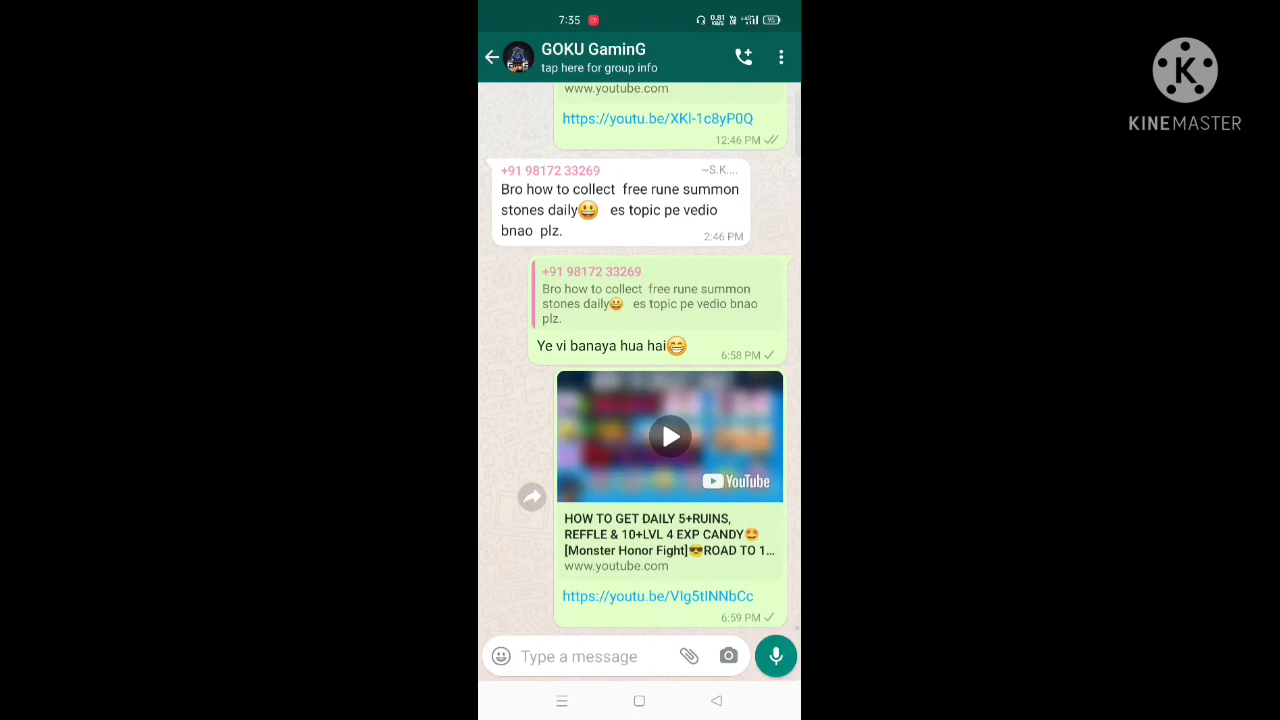 7:35
0.81
KB/S
95
GOKU GaminG
tap here for group info
KINEMASTER
K
www.youtube.com
https://youtu.be/XKl-1c8yP0Q
12:46 PM
+91 98172 33269 ~S.K....
Bro how to collect free rune summon
stones daily😀 es topic pe vedio
bnao plz.
2:46 PM
+91 98172 33269
Bro how to collect free rune summon
stones daily😀 es topic pe vedio bnao
plz.
Ye vi banaya hua hai😁
6:58 PM
YouTube
HOW TO GET DAILY 5+RUINS,
REFFLE & 10+LVL 4 EXP CANDY🤩
[Monster Honor Fight]😎ROAD TO 1...
www.youtube.com
https://youtu.be/VIg5tINNbCc
6:59 PM
Type a message